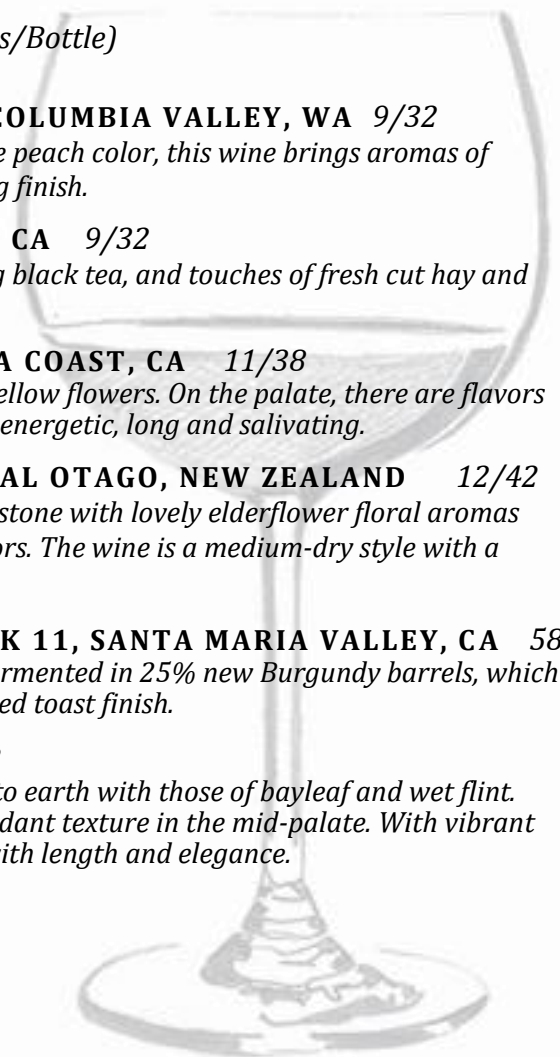 s/Bottle)
COLUMBIA VALLEY, WA 9/32
e peach color, this wine brings aromas of
g finish.
CA 9/32
g black tea, and touches of fresh cut hay and
A COAST, CA 11/38
ellow flowers. On the palate, there are flavors
energetic, long and salivating.
AL OTAGO, NEW ZEALAND 12/42
stone with lovely elderflower floral aromas
ors. The wine is a medium-dry style with a
K 11, SANTA MARIA VALLEY, CA 58
ermented in 25% new Burgundy barrels, which
ed toast finish.
to earth with those of bayleaf and wet flint.
dant texture in the mid-palate. With vibrant
ith length and elegance.